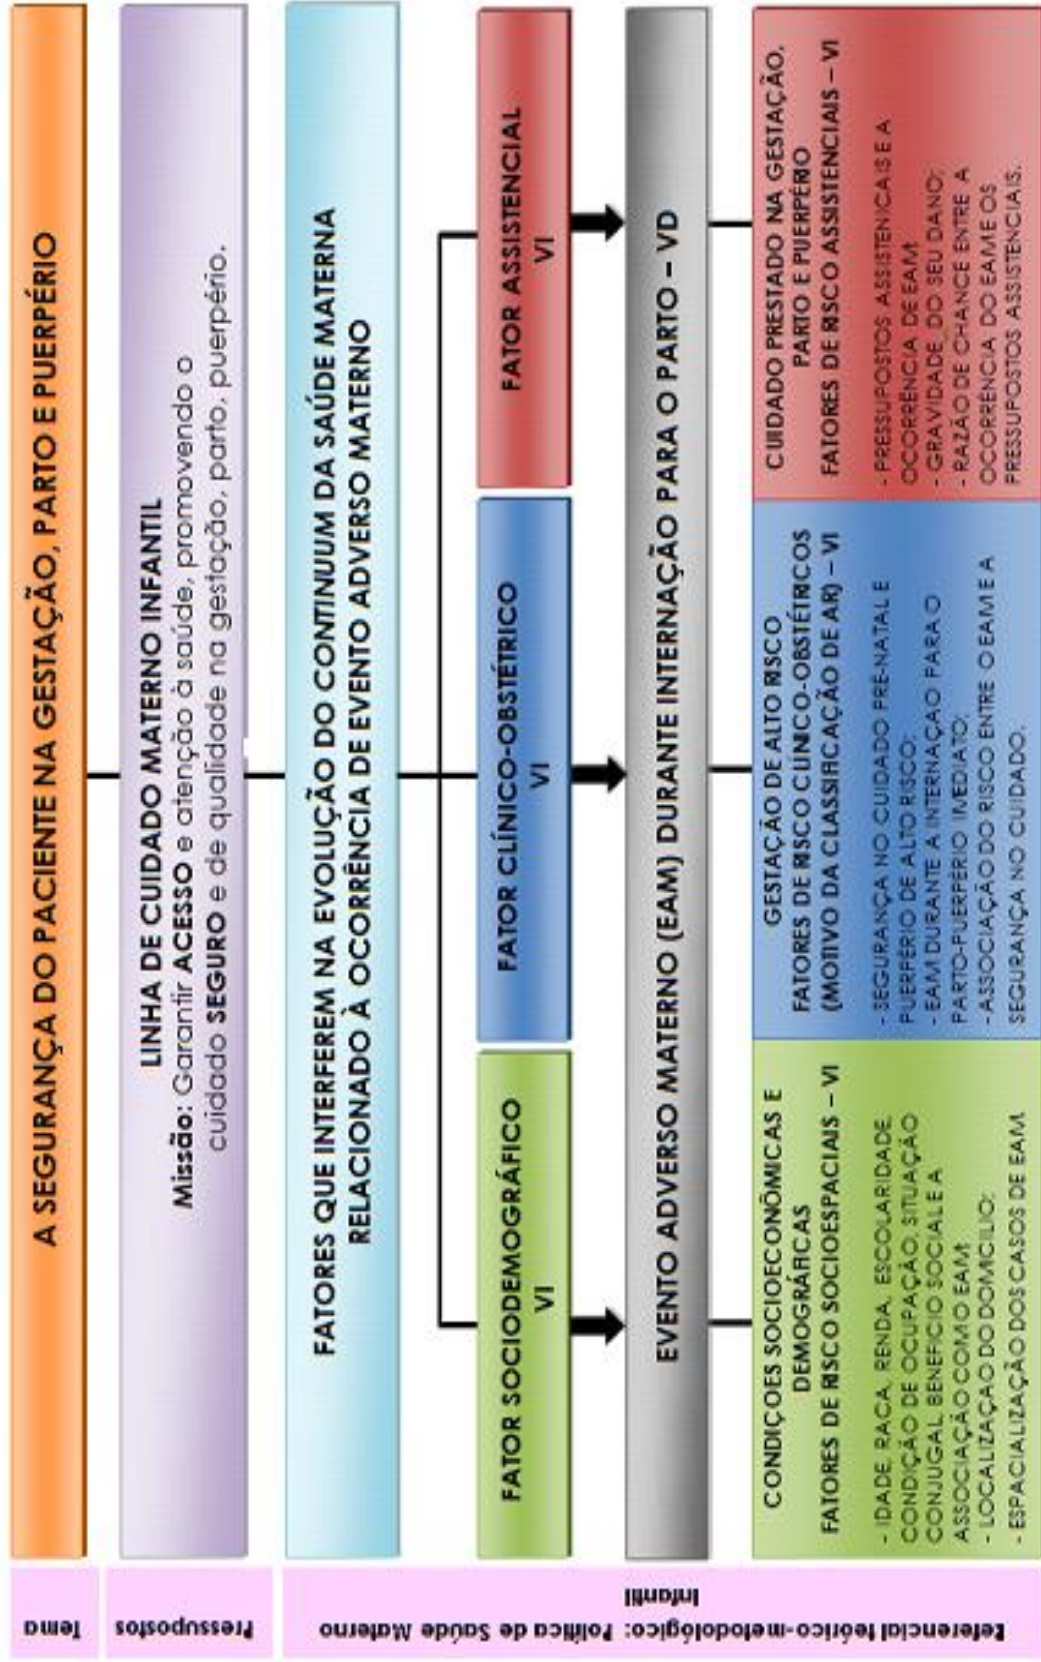 Tema
A SEGURANÇA DO PACIENTE NA GESTAÇÃO, PARTO E PUERPÉRIO
Pressupostos
LINHA DE CUIDADO MATERNO INFANTIL
Missão: Garantir ACESSO e atenção à saúde, promovendo o
cuidado SEGURO e de qualidade na gestação, parto, puerpério.
Referencial teórico-metodológico: Política de Saúde Materno
Infantil
FATORES QUE INTERFEREM NA EVOLUÇÃO DO CONTINUUM DA SAÚDE MATERNA
RELACIONADO À OCORRÊNCIA DE EVENTO ADVERSO MATERNO
FATOR SOCIODEMOGRÁFICO
VI
FATOR CLÍNICO-OBSTÉTRICO
VI
FATOR ASSISTENCIAL
VI
EVENTO ADVERSO MATERNO (EAM) DURANTE INTERNAÇÃO PARA O PARTO – VD
CONDIÇOES SOCIOECONÔMICAS E
DEMOGRÁFICAS
FATORES DE RISCO SOCIOESPACIAIS – VI
- IDADE, RACA, RENDA, ESCOLARIDADE,
CONDIÇÃO DE OCUPAÇÃO, SITUAÇÃO
CONJUGAL, BENEFICIO SOCIAL E A
ASSOCIAÇÃO COM O EAM;
- LOCALIZAÇÃO DO DOMICILIO;
- ESPACIALIZAÇÃO DOS CASOS DE EAM.
GESTAÇÃO DE ALTO RISCO
FATORES DE RISCO CLINICO-OBSTÉTRICOS
(MOTIVO DA CLASSIFICAÇÃO DE AR) – VI
- SEGURANÇA NO CUIDADO PRÉ-NATAL E
PUERPÉRIO DE ALTO RISCO;
- EAM DURANTE A INTERNAÇÃO PARA O
PARTO-PUERPÉRIO IMEDIATO;
- ASSOCIAÇÃO DO RISCO ENTRE O EAM E A
SEGURANÇA NO CUIDADO.
CUIDADO PRESTADO NA GESTAÇÃO,
PARTO E PUERPÉRIO
FATORES DE RISCO ASSISTENCIAIS – VI
- PRESSUPOSTOS ASSISTENICAIS E A
OCORRÊNCIA DE EAM;
- GRAVIDADE DO SEU DANO;
- RAZÃO DE CHANCE ENTRE A
OCORRÊNCIA DO EAM E OS
PRESSUPOSTOS ASSISTENCIAIS.